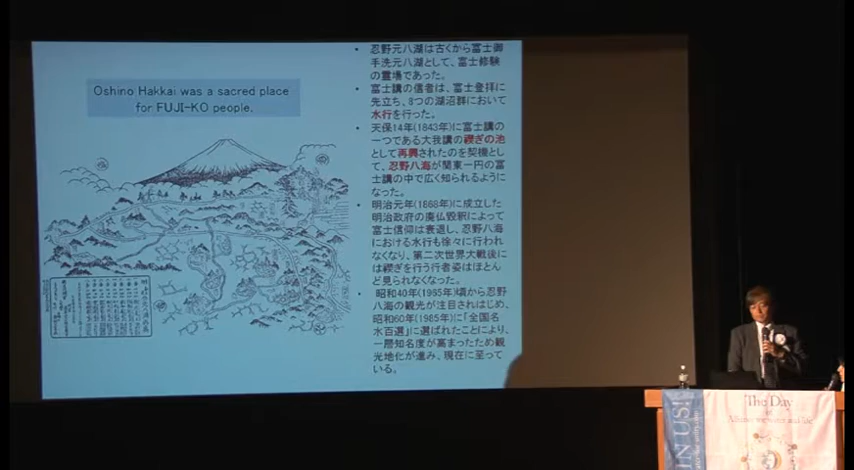 Oshino Hakkai was a sacred place
for FUJI-KO people.
• 忍野元八湖は古くから富士御
手洗元八湖として、富士修験
の霊場であった。
• 富士講の信者は、富士登拝に
先立ち、8つの湖沼群において
水行を行った。
• 天保14年(1843年)に富士講の
一つである大我講の禊ぎの池
として再興されたのを契機とし
て、忍野八海が関東一円の富
士講の中で広く知られるように
なった。
• 明治元年(1868年)に成立した
明治政府の廃仏毀釈によって
富士信仰は衰退し、忍野八海
における水行も徐々に行われ
なくなり、第二次世界大戦後に
は禊ぎを行う行者姿はほとん
ど見られなくなった。
• 昭和40年(1965年)頃から忍野
八海の観光が注目されはじめ、
昭和60年(1985年)に「全国名
水百選」に選ばれたことにより、
一層知名度が高まったため観
光地化が進み、現在に至って
いる。
The Day
IN US!